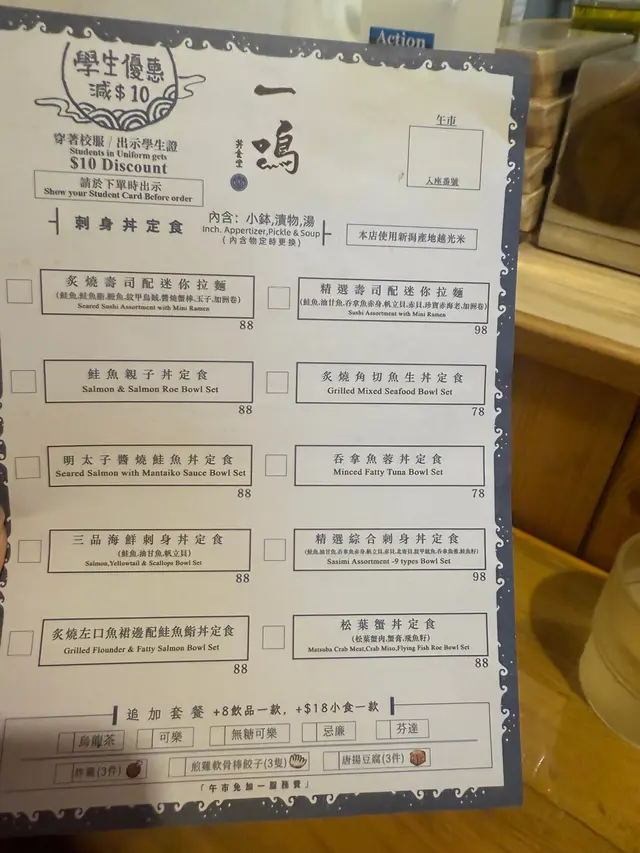 Action
學生優惠
減$10
穿著校服/出示學生證
Students in Uniform gets
$10 Discount
請於下單時出示
Show your Student Card Before order
一鳴
丼食堂
午市
入座番號
刺身丼定食
內含：小鉢,漬物,湯
Inch. Appertizer,Pickle & Soup
(內含物定時更換)
本店使用新潟產地越光米
炙燒壽司配迷你拉麵
Seared Sushi Assortment with Mini Ramen
88
精選壽司配迷你拉麵
Sushi Assortment with Mini Ramen
98
鮭魚親子丼定食
Salmon & Salmon Roe Bowl Set
88
炙燒角切魚生丼定食
Grilled Mixed Seafood Bowl Set
78
明太子醬燒鮭魚丼定食
Seared Salmon with Mantaiko Sauce Bowl Set
88
吞拿魚蓉丼定食
Minced Fatty Tuna Bowl Set
78
三品海鮮刺身丼定食
(鮭魚,油甘魚,帆立貝)
Salmon,Yellowtail & Scallops Bowl Set
88
精選綜合刺身丼定食
Sasimi Assortment -9 types Bowl Set
98
炙燒左口魚裙邊配鮭魚鮨丼定食
Grilled Flounder & Fatty Salmon Bowl Set
88
松葉蟹丼定食
(松葉蟹肉,蟹膏,飛魚籽)
Matsuba Crab Meat,Crab Miso,Flying Fish Roe Bowl Set
88
追加套餐 +8飲品一款, +$18小食一款
烏龍茶
可樂
無糖可樂
忌廉
芬達
炸雞(3件)
煎雞軟骨棒餃子(3隻)
唐揚豆腐(3件)
「午市免加一服務費」